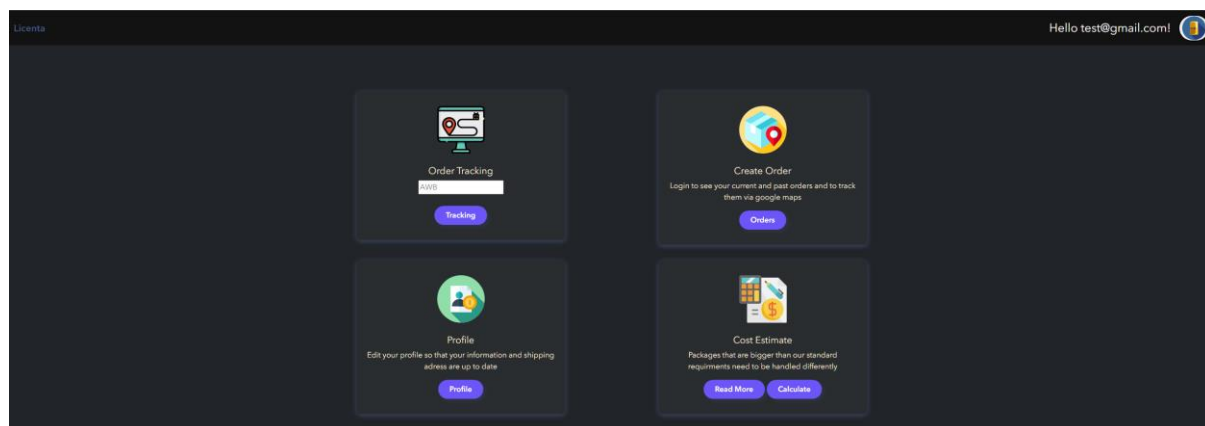 Licenta
Hello test@gmail.com!
Order Tracking
AWB
Tracking
Create Order
Login to see your current and past orders and to track
them via google maps
Orders
Profile
Edit your profile so that your information and shipping
adress are up to date
Profile
Cost Estimate
Packages that are bigger than our standard
requirments need to be handled differently
Read More
Calculate